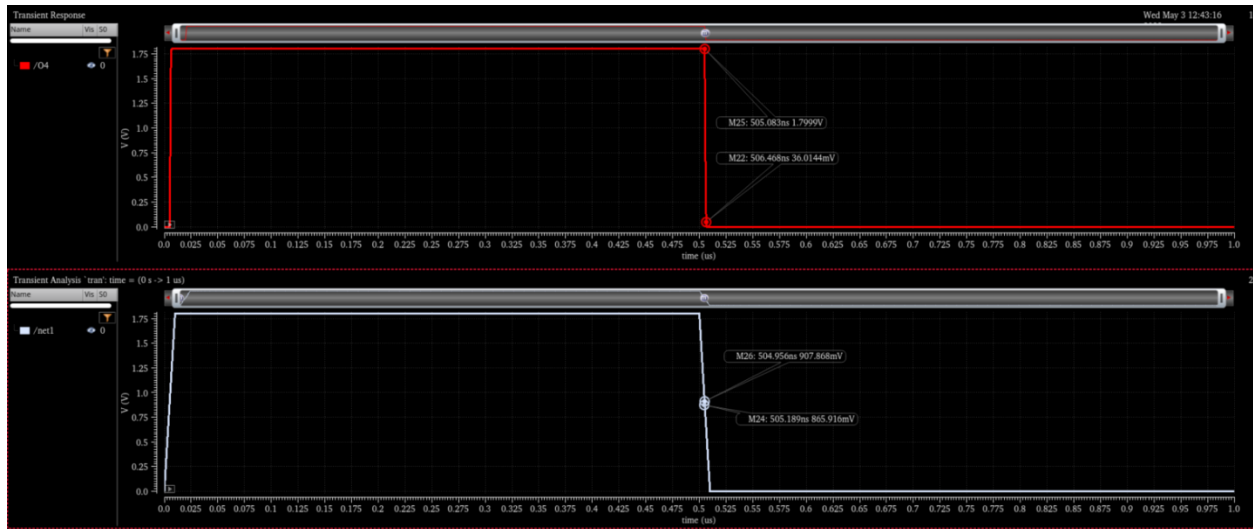 Transient Response
Wed May 3 12:43:16
1
Name Vis S0
/O4 0
1.75
1.5
1.25
1.0
0.75
0.5
0.25
0.0
V (V)
M25: 505.083ns 1.7999V
M22: 506.468ns 36.0144mV
0.0 0.025 0.05 0.075 0.1 0.125 0.15 0.175 0.2 0.225 0.25 0.275 0.3 0.325 0.35 0.375 0.4 0.425 0.45 0.475 0.5 0.525 0.55 0.575 0.6 0.625 0.65 0.675 0.7 0.725 0.75 0.775 0.8 0.825 0.85 0.875 0.9 0.925 0.95 0.975 1.0
time (us)
Transient Analysis `tran': time = (0 s -> 1 us)
2
Name Vis S0
/net1 0
1.75
1.5
1.25
1.0
0.75
0.5
0.25
0.0
V (V)
M26: 504.956ns 907.868mV
M24: 505.189ns 865.916mV
0.0 0.025 0.05 0.075 0.1 0.125 0.15 0.175 0.2 0.225 0.25 0.275 0.3 0.325 0.35 0.375 0.4 0.425 0.45 0.475 0.5 0.525 0.55 0.575 0.6 0.625 0.65 0.675 0.7 0.725 0.75 0.775 0.8 0.825 0.85 0.875 0.9 0.925 0.95 0.975 1.0
time (us)